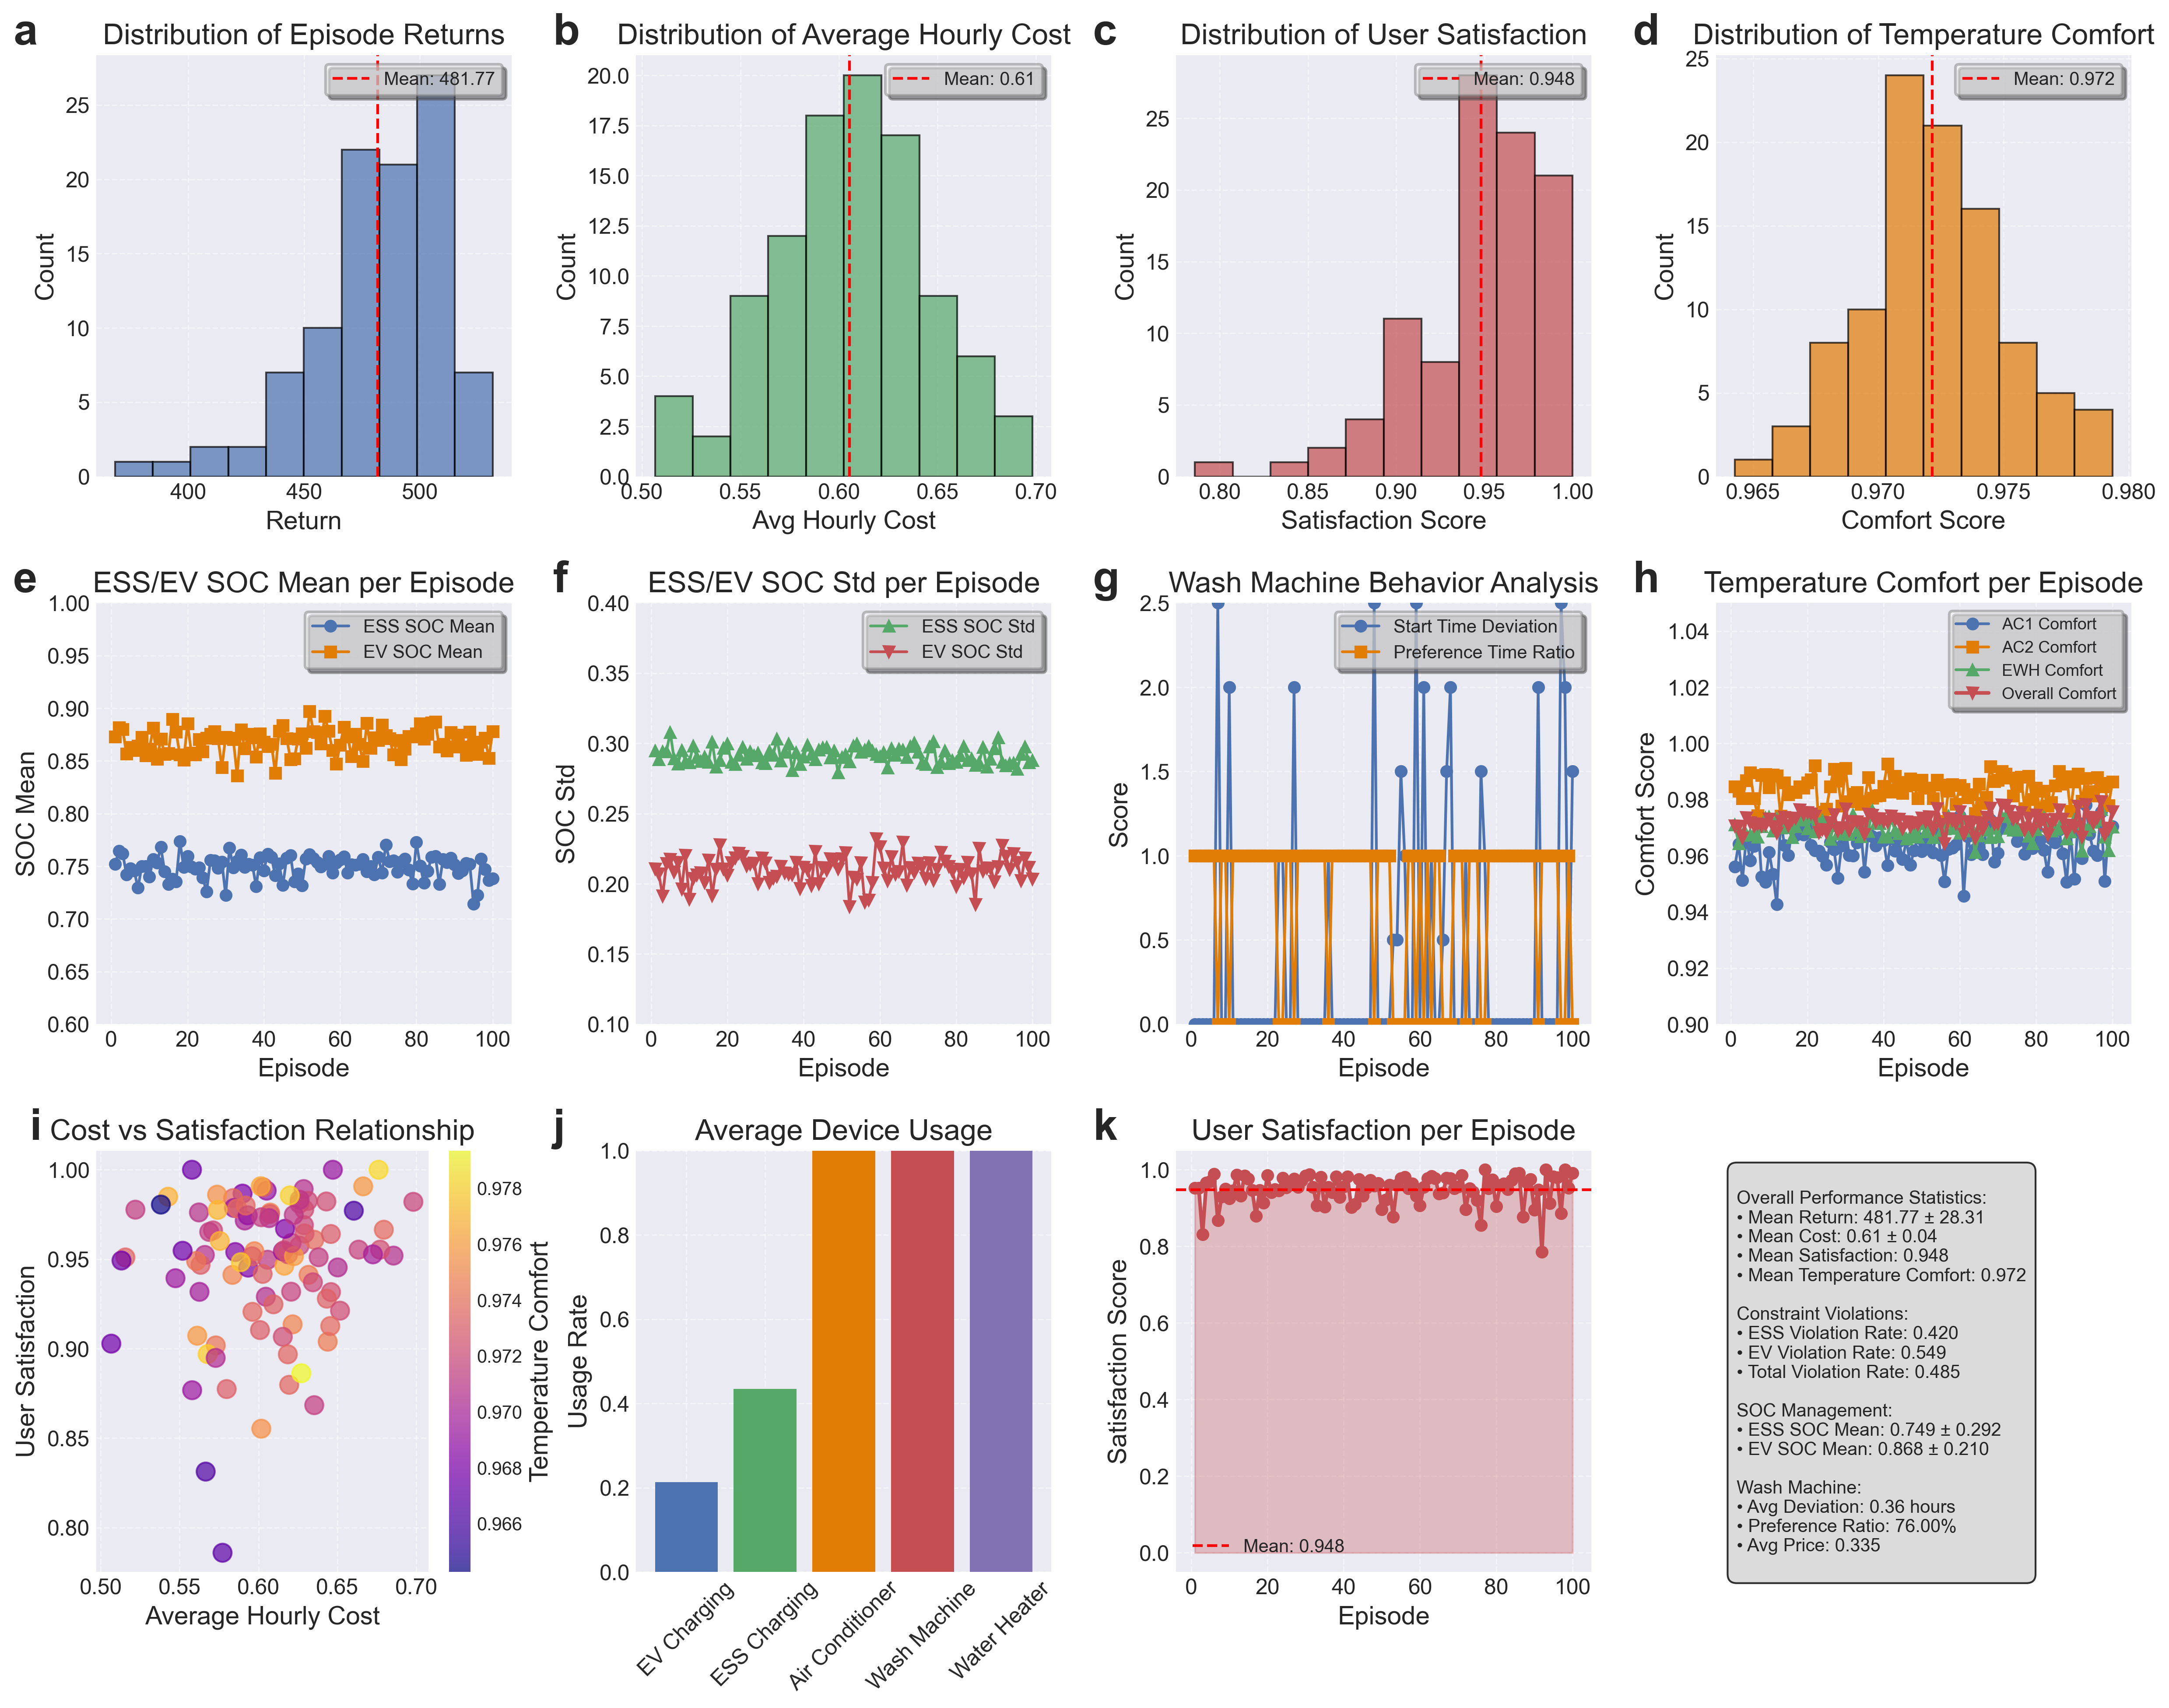 a
Distribution of Episode Returns
Mean: 481.77
25
20
15
10
5
0
Count
400
450
500
Return
b
Distribution of Average Hourly Cost
Mean: 0.61
20.0
17.5
15.0
12.5
10.0
7.5
5.0
2.5
0.0
Count
0.50
0.55
0.60
0.65
0.70
Avg Hourly Cost
c
Distribution of User Satisfaction
Mean: 0.948
25
20
15
10
5
0
Count
0.80
0.85
0.90
0.95
1.00
Satisfaction Score
d
Distribution of Temperature Comfort
Mean: 0.972
25
20
15
10
5
0
Count
0.965
0.970
0.975
0.980
Comfort Score
e
ESS/EV SOC Mean per Episode
ESS SOC Mean
EV SOC Mean
1.00
0.95
0.90
0.85
0.80
0.75
0.70
0.65
0.60
SOC Mean
0
20
40
60
80
100
Episode
f
ESS/EV SOC Std per Episode
ESS SOC Std
EV SOC Std
0.40
0.35
0.30
0.25
0.20
0.15
0.10
SOC Std
0
20
40
60
80
100
Episode
g
Wash Machine Behavior Analysis
Start Time Deviation
Preference Time Ratio
2.5
2.0
1.5
1.0
0.5
0.0
Score
0
20
40
60
80
100
Episode
h
Temperature Comfort per Episode
AC1 Comfort
AC2 Comfort
EWH Comfort
Overall Comfort
1.04
1.02
1.00
0.98
0.96
0.94
0.92
0.90
Comfort Score
0
20
40
60
80
100
Episode
i
Cost vs Satisfaction Relationship
1.00
0.95
0.90
0.85
0.80
User Satisfaction
0.50
0.55
0.60
0.65
0.70
Average Hourly Cost
0.978
0.976
0.974
0.972
0.970
0.968
0.966
Temperature Comfort
j
Average Device Usage
1.0
0.8
0.6
0.4
0.2
0.0
Usage Rate
EV Charging
ESS Charging
Air Conditioner
Wash Machine
Water Heater
k
User Satisfaction per Episode
1.0
0.8
0.6
0.4
0.2
0.0
Satisfaction Score
Mean: 0.948
0
20
40
60
80
100
Episode
Overall Performance Statistics:
• Mean Return: 481.77 ± 28.31
• Mean Cost: 0.61 ± 0.04
• Mean Satisfaction: 0.948
• Mean Temperature Comfort: 0.972
Constraint Violations:
• ESS Violation Rate: 0.420
• EV Violation Rate: 0.549
• Total Violation Rate: 0.485
SOC Management:
• ESS SOC Mean: 0.749 ± 0.292
• EV SOC Mean: 0.868 ± 0.210
Wash Machine:
• Avg Deviation: 0.36 hours
• Preference Ratio: 76.00%
• Avg Price: 0.335